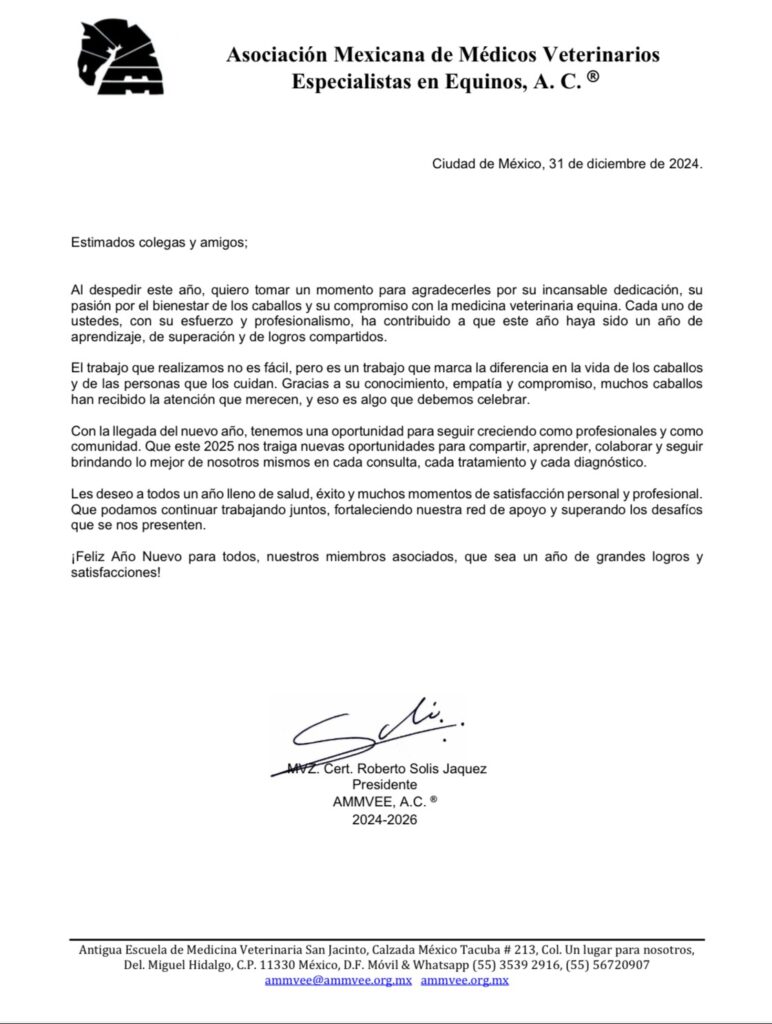 Asociación Mexicana de Médicos Veterinarios
Especialistas en Equinos, A. C. ®
Ciudad de México, 31 de diciembre de 2024.
Estimados colegas y amigos;
Al despedir este año, quiero tomar un momento para agradecerles por su incansable dedicación, su
pasión por el bienestar de los caballos y su compromiso con la medicina veterinaria equina. Cada uno de
ustedes, con su esfuerzo y profesionalismo, ha contribuido a que este año haya sido un año de
aprendizaje, de superación y de logros compartidos.
El trabajo que realizamos no es fácil, pero es un trabajo que marca la diferencia en la vida de los caballos
y de las personas que los cuidan. Gracias a su conocimiento, empatía y compromiso, muchos caballos
han recibido la atención que merecen, y eso es algo que debemos celebrar.
Con la llegada del nuevo año, tenemos una oportunidad para seguir creciendo como profesionales y como
comunidad. Que este 2025 nos traiga nuevas oportunidades para compartir, aprender, colaborar y seguir
brindando lo mejor de nosotros mismos en cada consulta, cada tratamiento y cada diagnóstico.
Les deseo a todos un año lleno de salud, éxito y muchos momentos de satisfacción personal y profesional.
Que podamos continuar trabajando juntos, fortaleciendo nuestra red de apoyo y superando los desafíos
que se nos presenten.
¡Feliz Año Nuevo para todos, nuestros miembros asociados, que sea un año de grandes logros y
satisfacciones!
MVZ. Cert. Roberto Solis Jaquez
Presidente
AMMVEE, A.C. ®
2024-2026
Antigua Escuela de Medicina Veterinaria San Jacinto, Calzada México Tacuba # 213, Col. Un lugar para nosotros,
Del. Miguel Hidalgo, C.P. 11330 México, D.F. Móvil & Whatsapp (55) 3539 2916, (55) 56720907
ammvee@ammvee.org.mx ammvee.org.mx